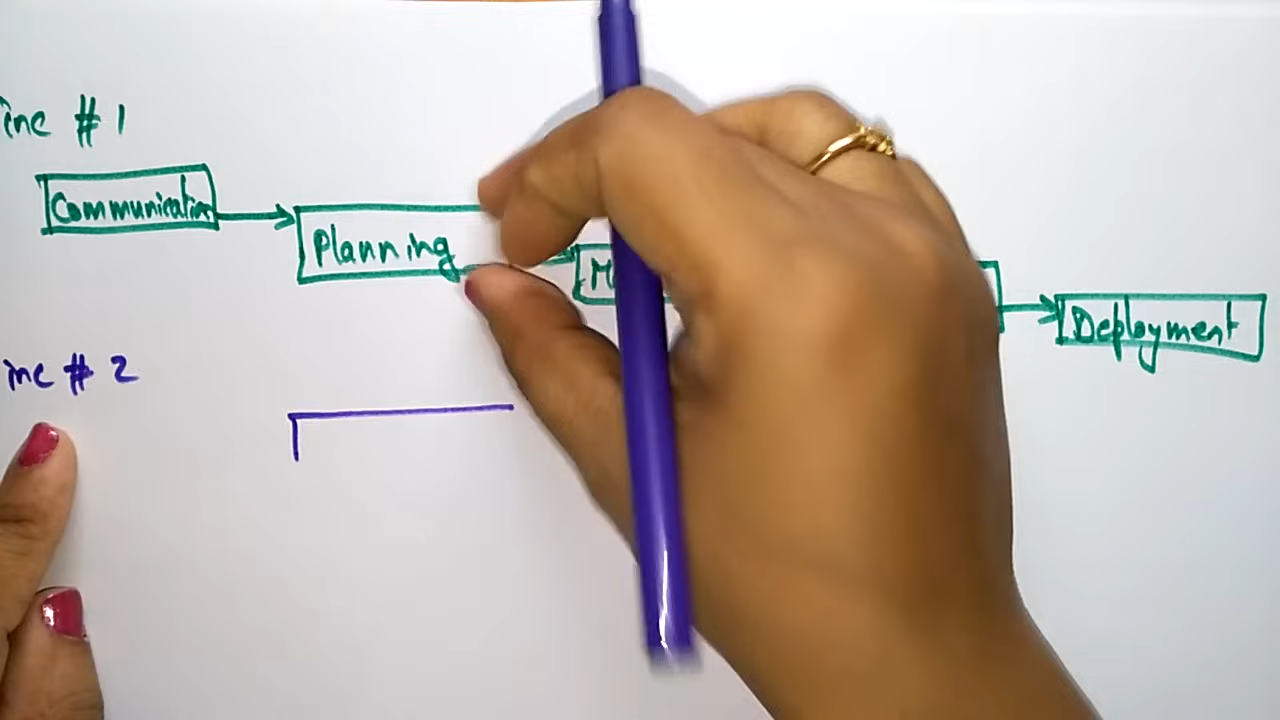 inc # 1
Communication
Planning
Deployment
inc # 2